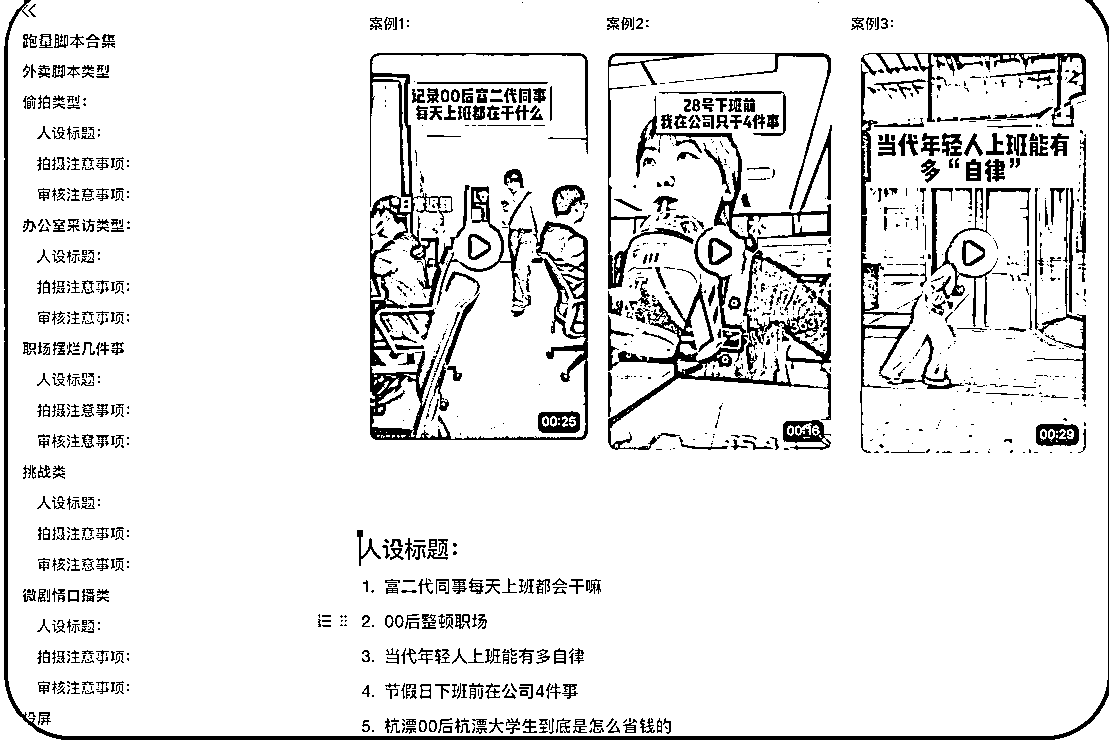 跑量脚本合集
外卖脚本类型
偷拍类型：
人设标题：
拍摄注意事项：
审核注意事项：
办公室采访类型：
人设标题：
拍摄注意事项：
审核注意事项：
职场摆烂几件事
人设标题：
拍摄注意事项：
审核注意事项：
挑战类
人设标题：
拍摄注意事项：
审核注意事项：
微剧情口播类
人设标题：
拍摄注意事项：
审核注意事项：
投屏
案例1：
案例2：
案例3：
记录00后富二代同事
每天上班都在干什么
00:25
28号下班前
我在公司只干4件事
00:16
当代年轻人上班能有
多“自律”
00:29
人设标题：
1. 富二代同事每天上班都会干嘛
2. 00后整顿职场
3. 当代年轻人上班能有多自律
4. 节假日下班前在公司4件事
5. 杭漂00后杭漂大学生到底是怎么省钱的